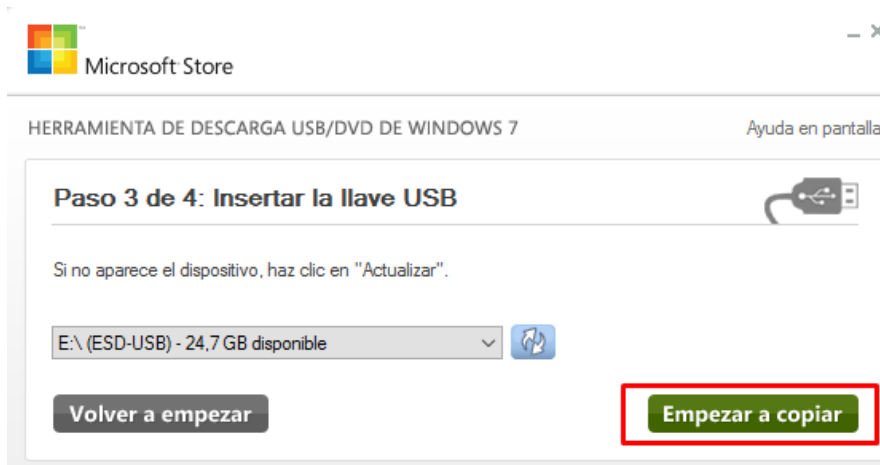 Microsoft Store
HERRAMIENTA DE DESCARGA USB/DVD DE WINDOWS 7
Ayuda en pantalla
Paso 3 de 4: Insertar la llave USB
Si no aparece el dispositivo, haz clic en "Actualizar".
E:\ (ESD-USB) - 24,7 GB disponible
Volver a empezar
Empezar a copiar